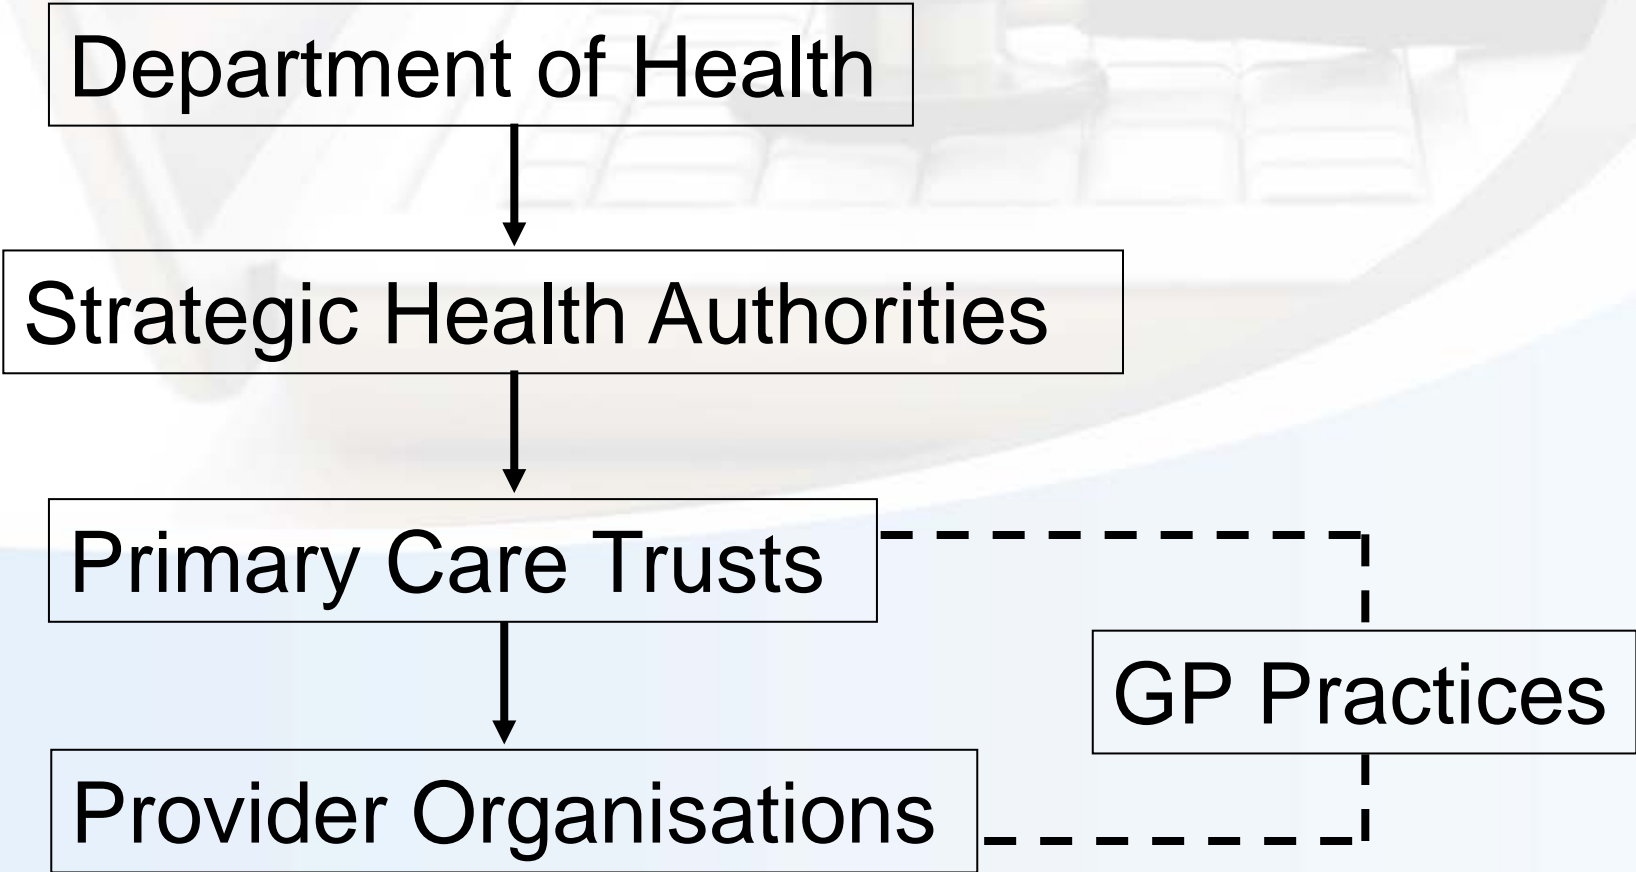 Department of Health
Strategic Health Authorities
Primary Care Trusts
GP Practices
Provider Organisations